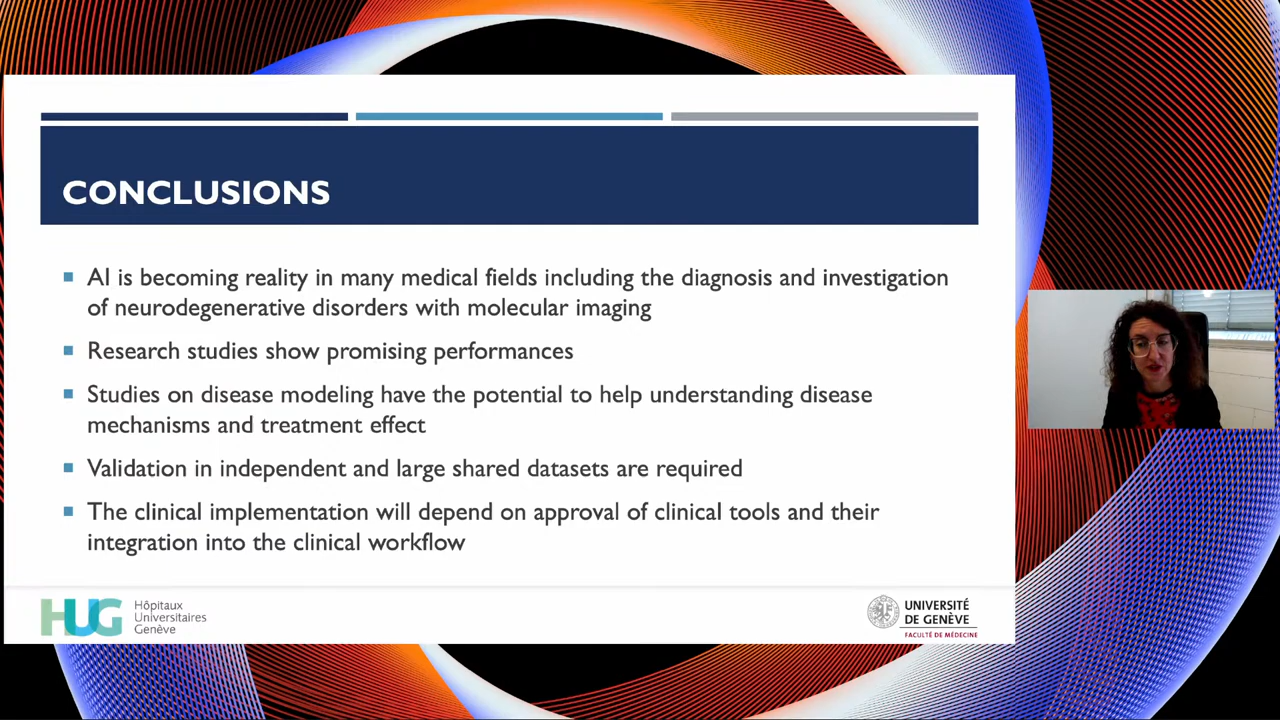 CONCLUSIONS
AI is becoming reality in many medical fields including the diagnosis and investigation
of neurodegenerative disorders with molecular imaging
Research studies show promising performances
Studies on disease modeling have the potential to help understanding disease
mechanisms and treatment effect
Validation in independent and large shared datasets are required
The clinical implementation will depend on approval of clinical tools and their
integration into the clinical workflow
HUG
Hôpitaux
Universitaires
Genève
UNIVERSITÉ
DE GENÈVE
FACULTÉ DE MÉDECINE